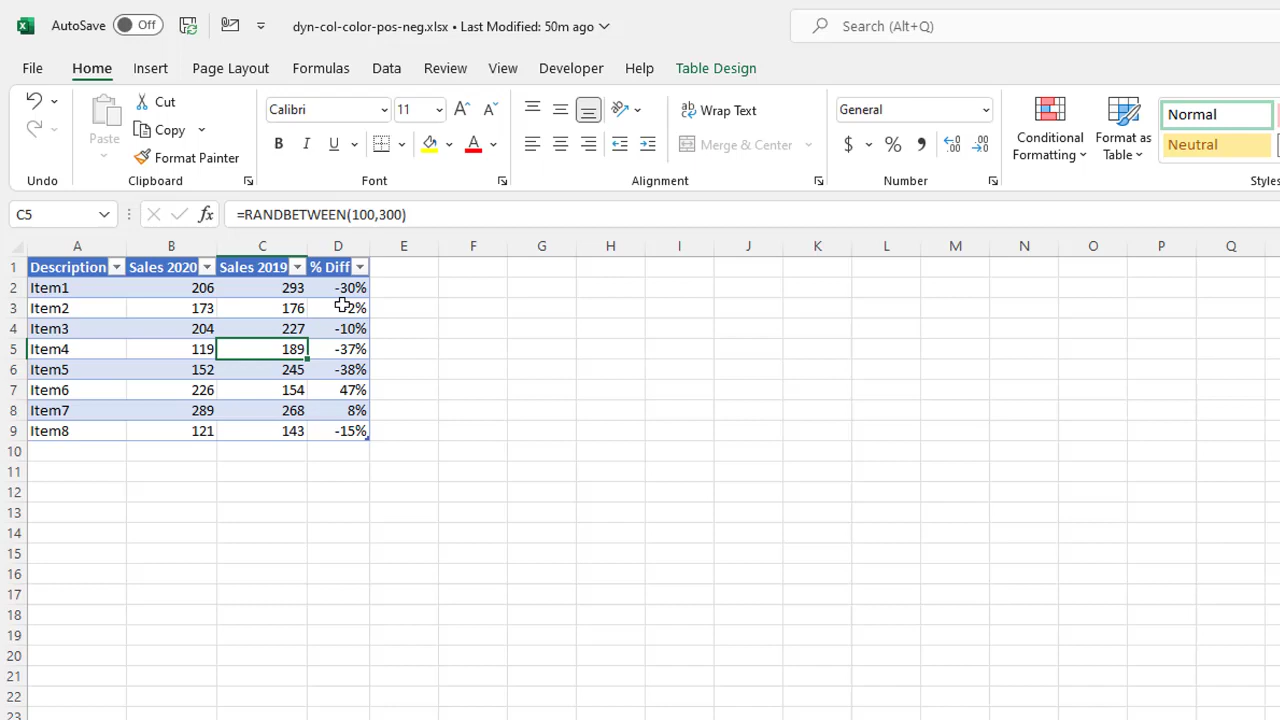 AutoSave Off dyn-col-color-pos-neg.xlsx • Last Modified: 50m ago Search (Alt+Q)
File Home Insert Page Layout Formulas Data Review View Developer Help Table Design
Paste Cut Calibri 11 Wrap Text General Conditional Formatting Format as Table Normal
Copy B I U A Merge & Center $ % Neutral
Format Painter
Undo Clipboard Font Alignment Number Styles
C5 fx =RANDBETWEEN(100,300)
A B C D E F G H I J K L M N O P Q
1 Description Sales 2020 Sales 2019 % Diff
2 Item1 206 293 -30%
3 Item2 173 176 2%
4 Item3 204 227 -10%
5 Item4 119 189 -37%
6 Item5 152 245 -38%
7 Item6 226 154 47%
8 Item7 289 268 8%
9 Item8 121 143 -15%
10
11
12
13
14
15
16
17
18
19
20
21
22
23